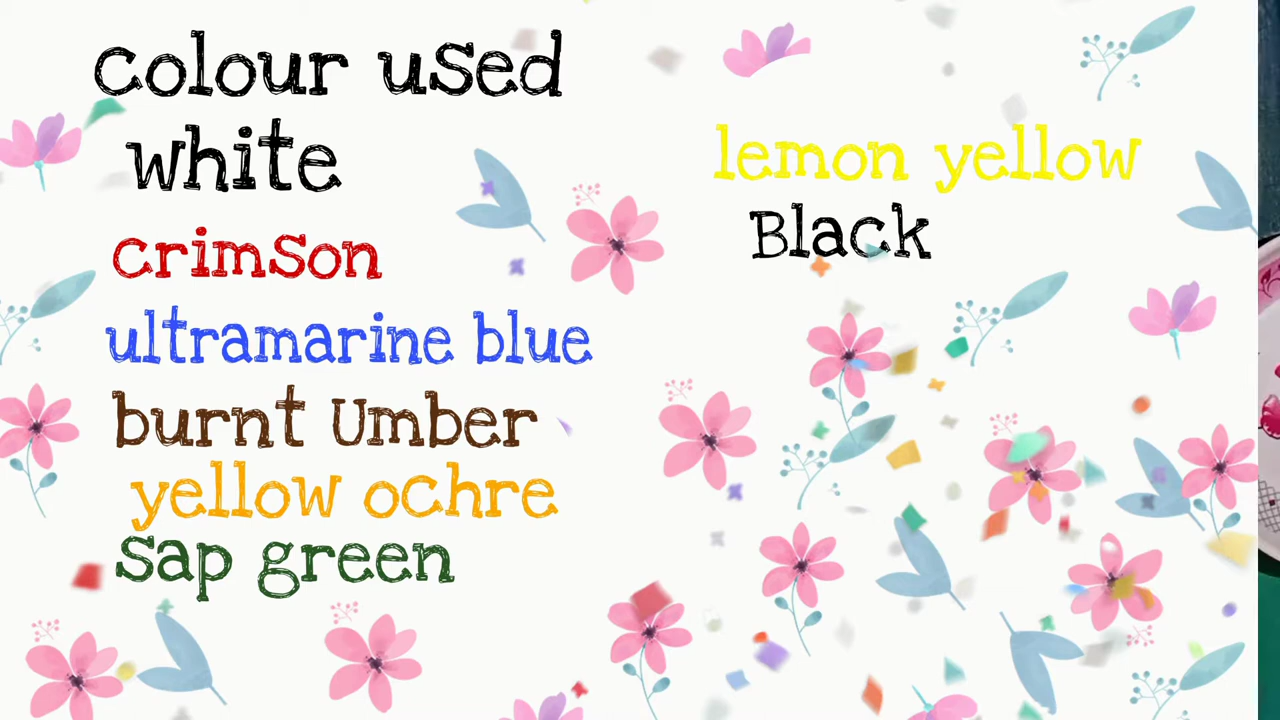 colour used
white
crimson
ultramarine blue
burnt Umber
yellow ochre
sap green
lemon yellow
Black